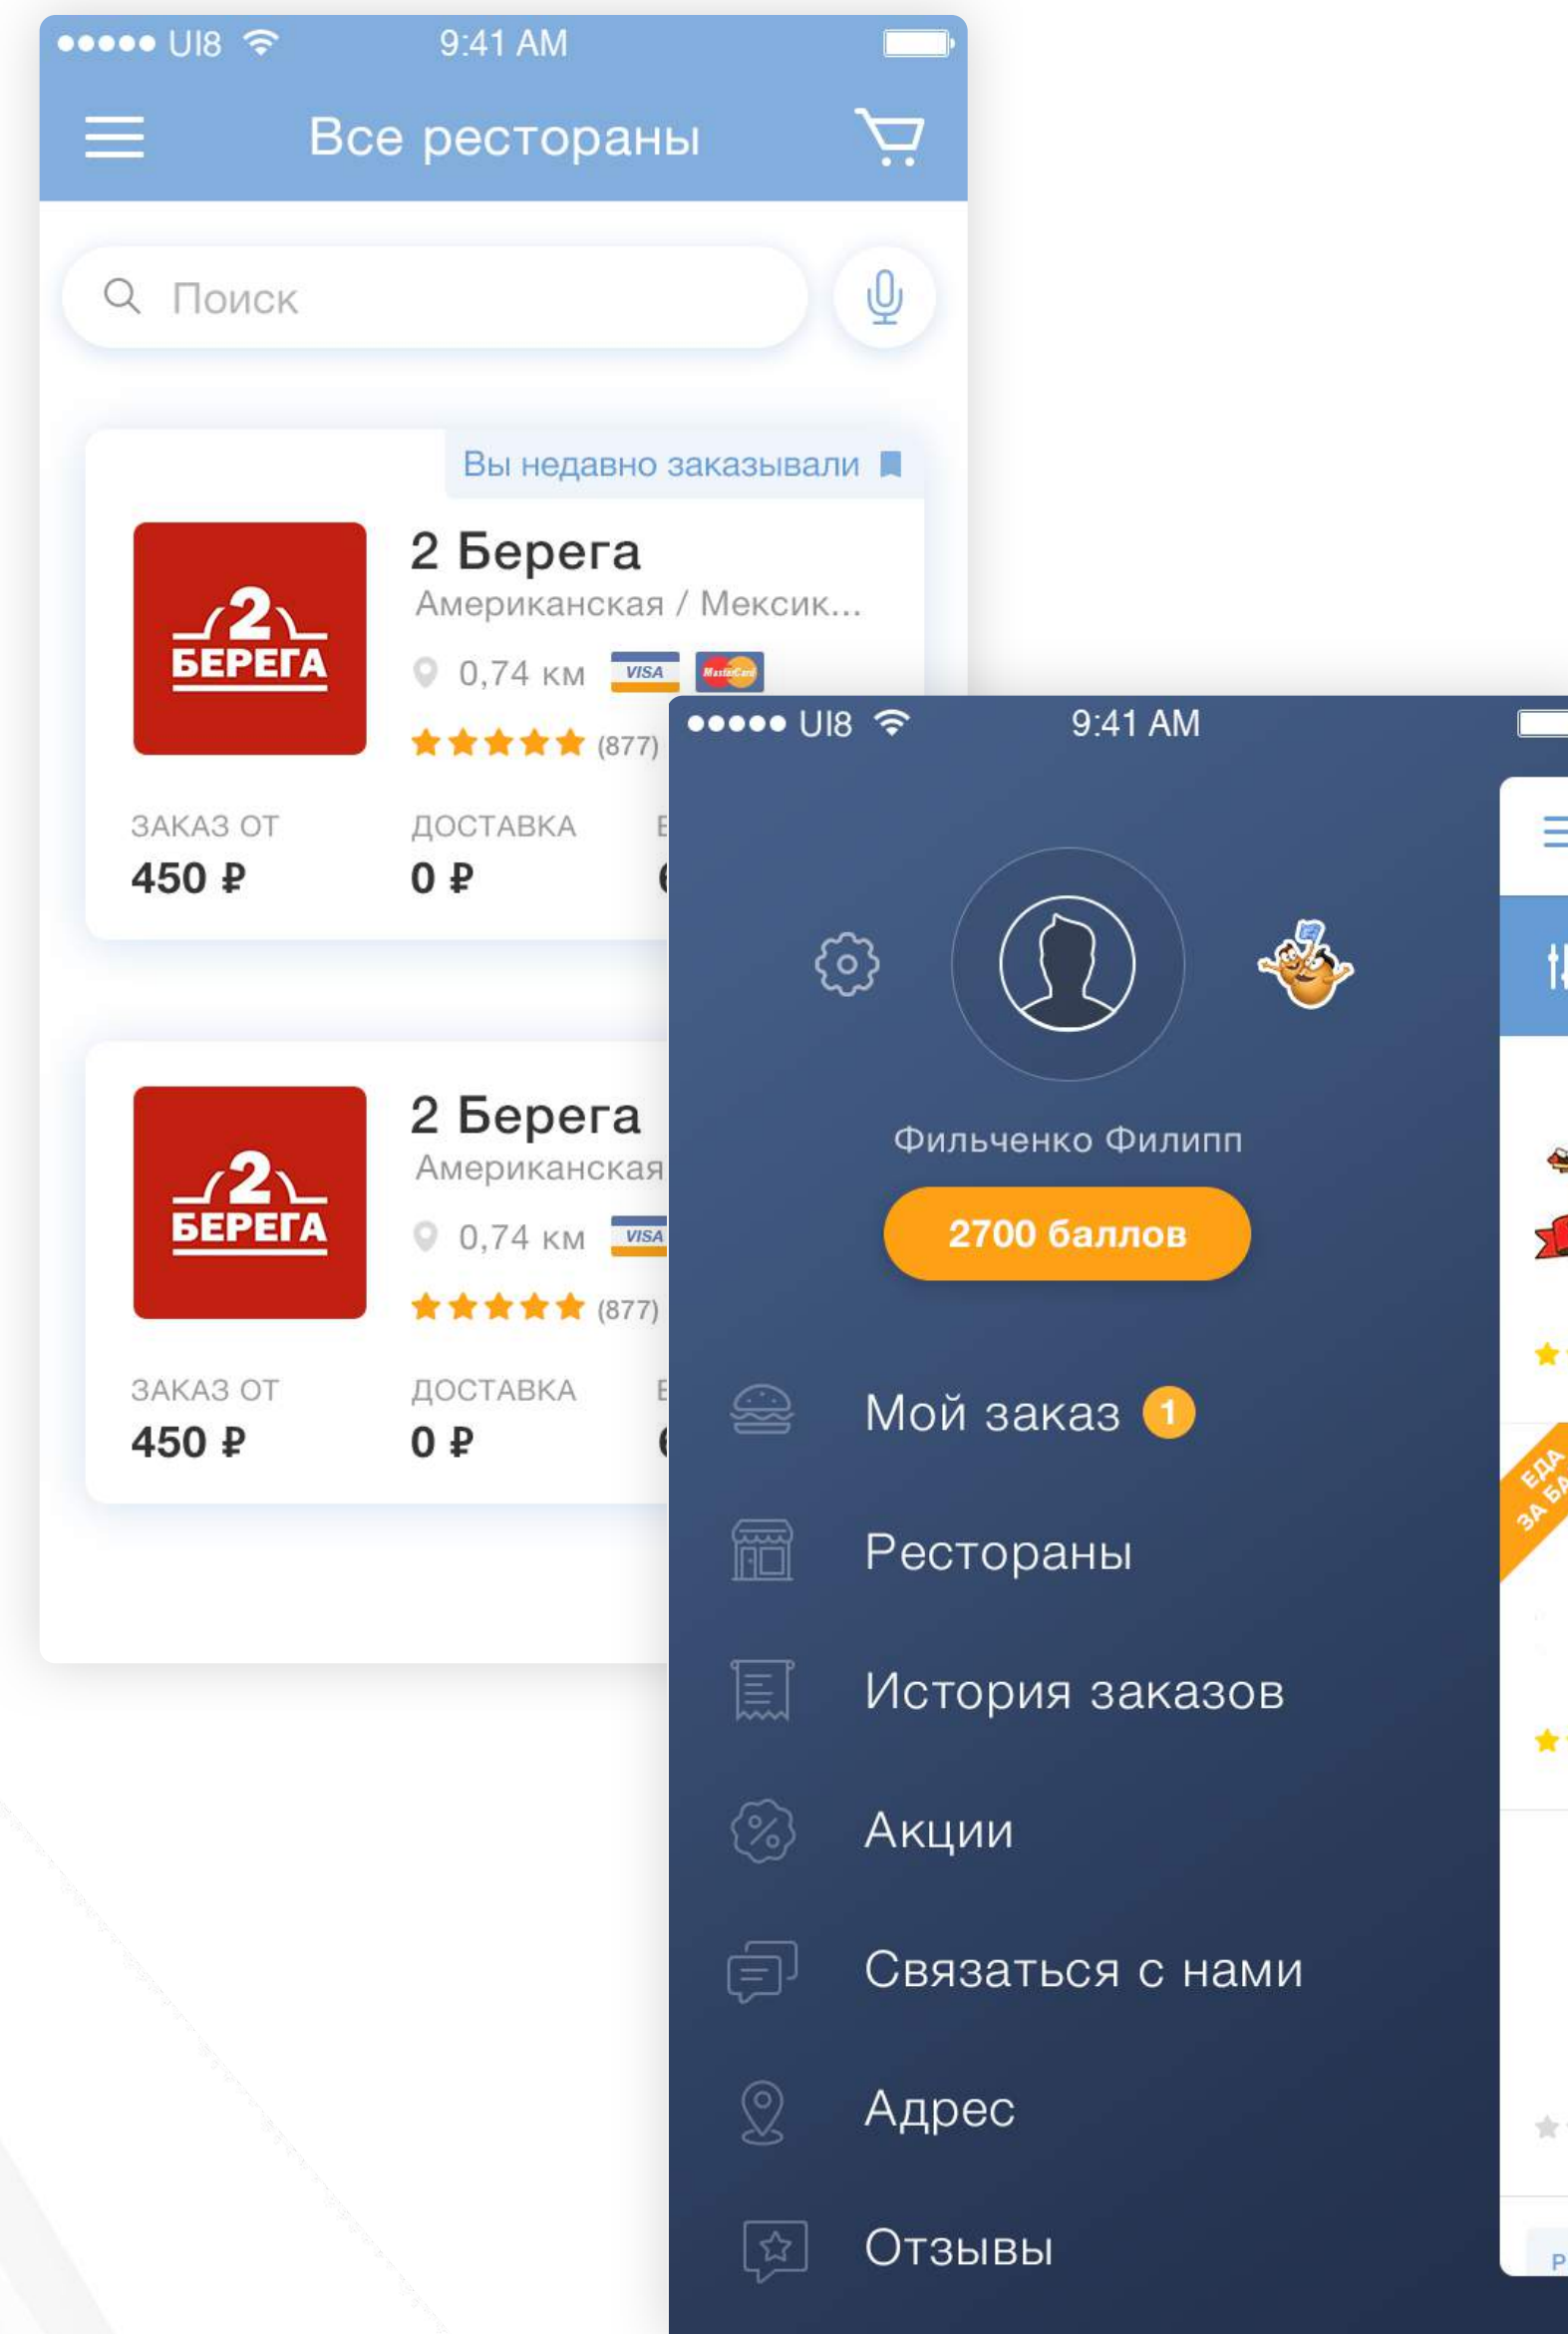 UI8 9:41 AM
Все рестораны
Поиск
Вы недавно заказывали
2 БЕРЕГА
2 Берега
Американская / Мексик...
0,74 км VISA MasterCard
(877)
ЗАКАЗ ОТ ДОСТАВКА
450 ₽ 0 ₽
2 БЕРЕГА
2 Берега
Американская
0,74 км VISA
(877)
ЗАКАЗ ОТ ДОСТАВКА
450 ₽ 0 ₽
UI8 9:41 AM
Фильченко Филипп
2700 баллов
Мой заказ 1
Рестораны
История заказов
Акции
Связаться с нами
Адрес
Отзывы
ЕДА
ЗА